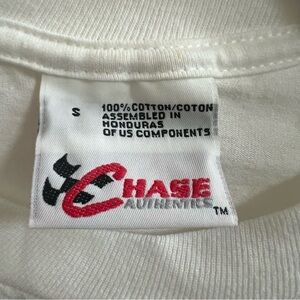 S
100% COTTON/COTON
ASSEMBLED IN
HONDURAS
OF US COMPONENTS
CHASE
AUTHENTICS
TM